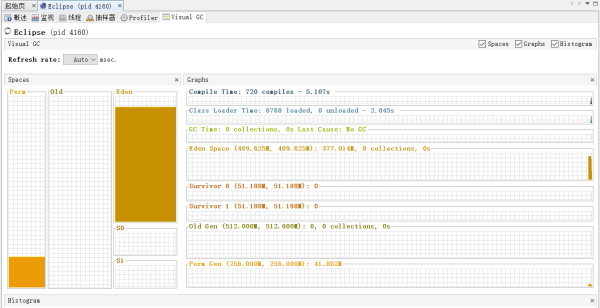 起始页 Eclipse (pid 4160)
概述 监视 线程 抽样器 Profiler Visual GC
Eclipse (pid 4160)
Visual GC Spaces Graphs Histogram
Refresh rate: Auto msec.
Spaces
Perm Old Eden
S0
S1
Graphs
Compile Time: 720 compiles - 5.107s
Class Loader Time: 6768 loaded, 0 unloaded - 2.045s
GC Time: 0 collections, 0s Last Cause: No GC
Eden Space (409.625M, 409.625M): 377.014M, 0 collections, 0s
Survivor 0 (51.188M, 51.188M): 0
Survivor 1 (51.188M, 51.188M): 0
Old Gen (512.000M, 512.000M): 0, 0 collections, 0s
Perm Gen (256.000M, 256.000M): 41.802M
Histogram